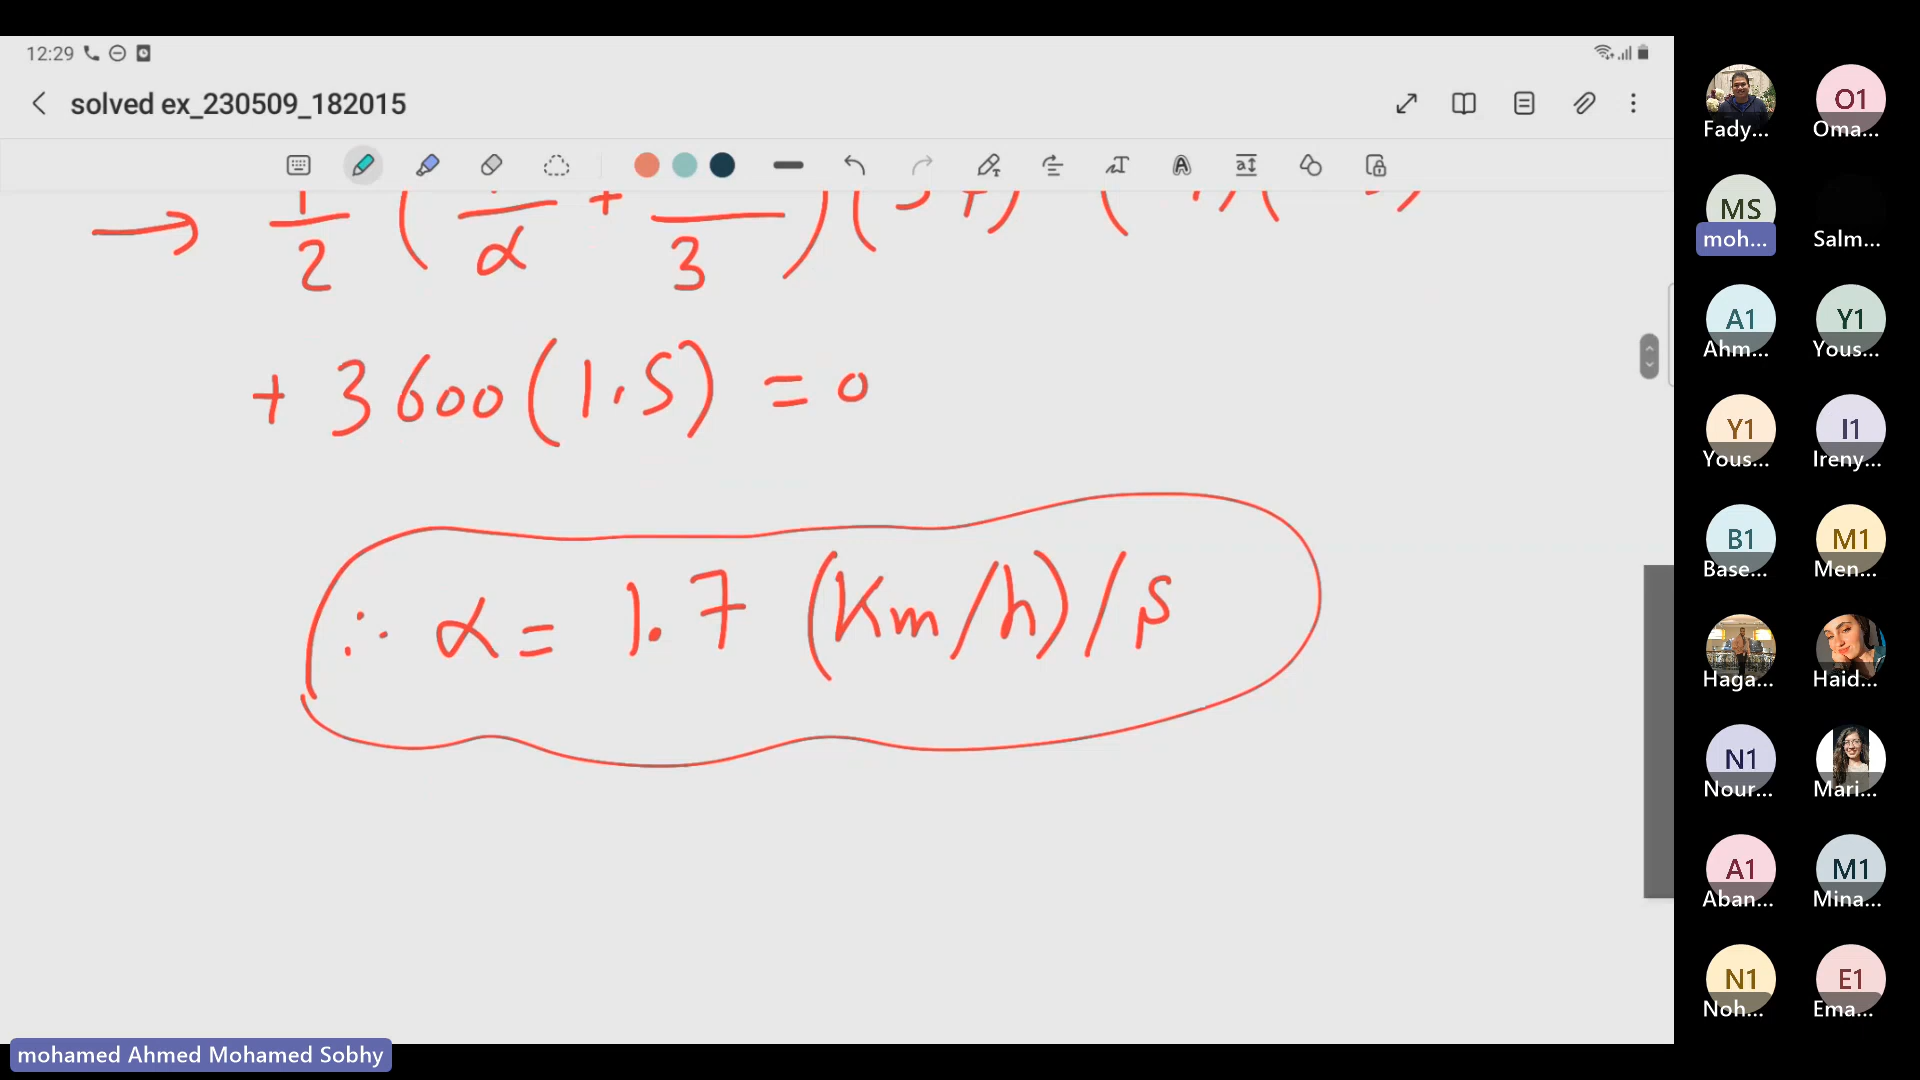 12:29
solved ex_230509_182015
→ 1/2 (1/α + /3)
+ 3600(1.5) = 0
∴ α = 1.7 (Km/h)/s
Fady... O1 Oma...
MS moh... Salm...
A1 Ahm... Y1 Yous...
Y1 Yous... I1 Ireny...
B1 Base... M1 Men...
Haga... Haid...
N1 Nour... Mari...
A1 Aban... M1 Mina...
N1 Noh... E1 Ema...
mohamed Ahmed Mohamed Sobhy